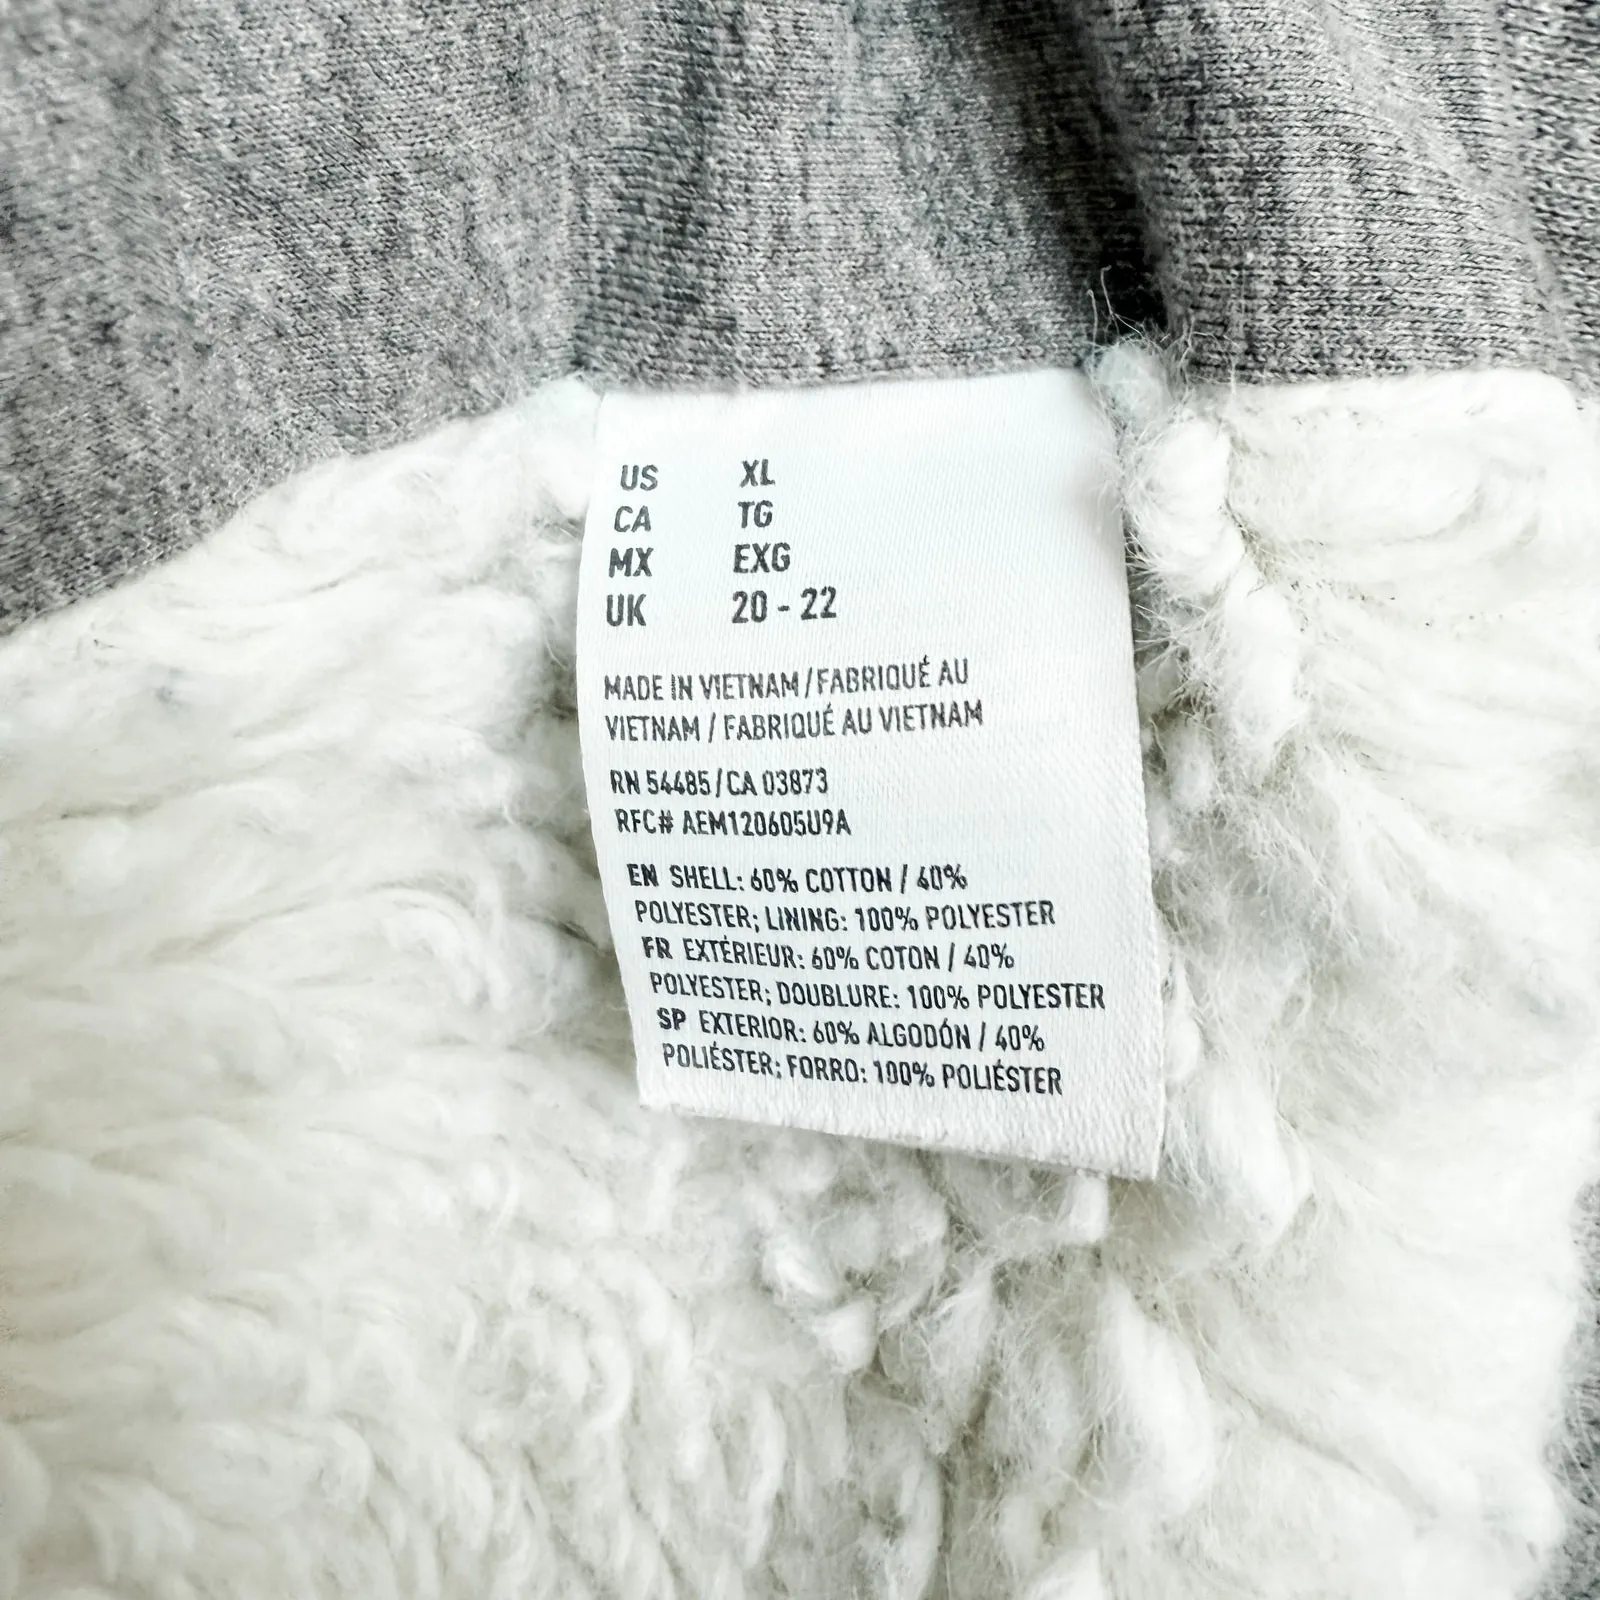 US XL
CA TG
MX EXG
UK 20 - 22
MADE IN VIETNAM / FABRIQUÉ AU
VIETNAM / FABRIQUÉ AU VIETNAM
RN 54485 / CA 03873
RFC# AEM120605U9A
EN SHELL: 60% COTTON / 40%
POLYESTER; LINING: 100% POLYESTER
FR EXTÉRIEUR: 60% COTON / 40%
POLYESTER; DOUBLURE: 100% POLYESTER
SP EXTERIOR: 60% ALGODÓN / 40%
POLIÉSTER; FORRO: 100% POLIÉSTER